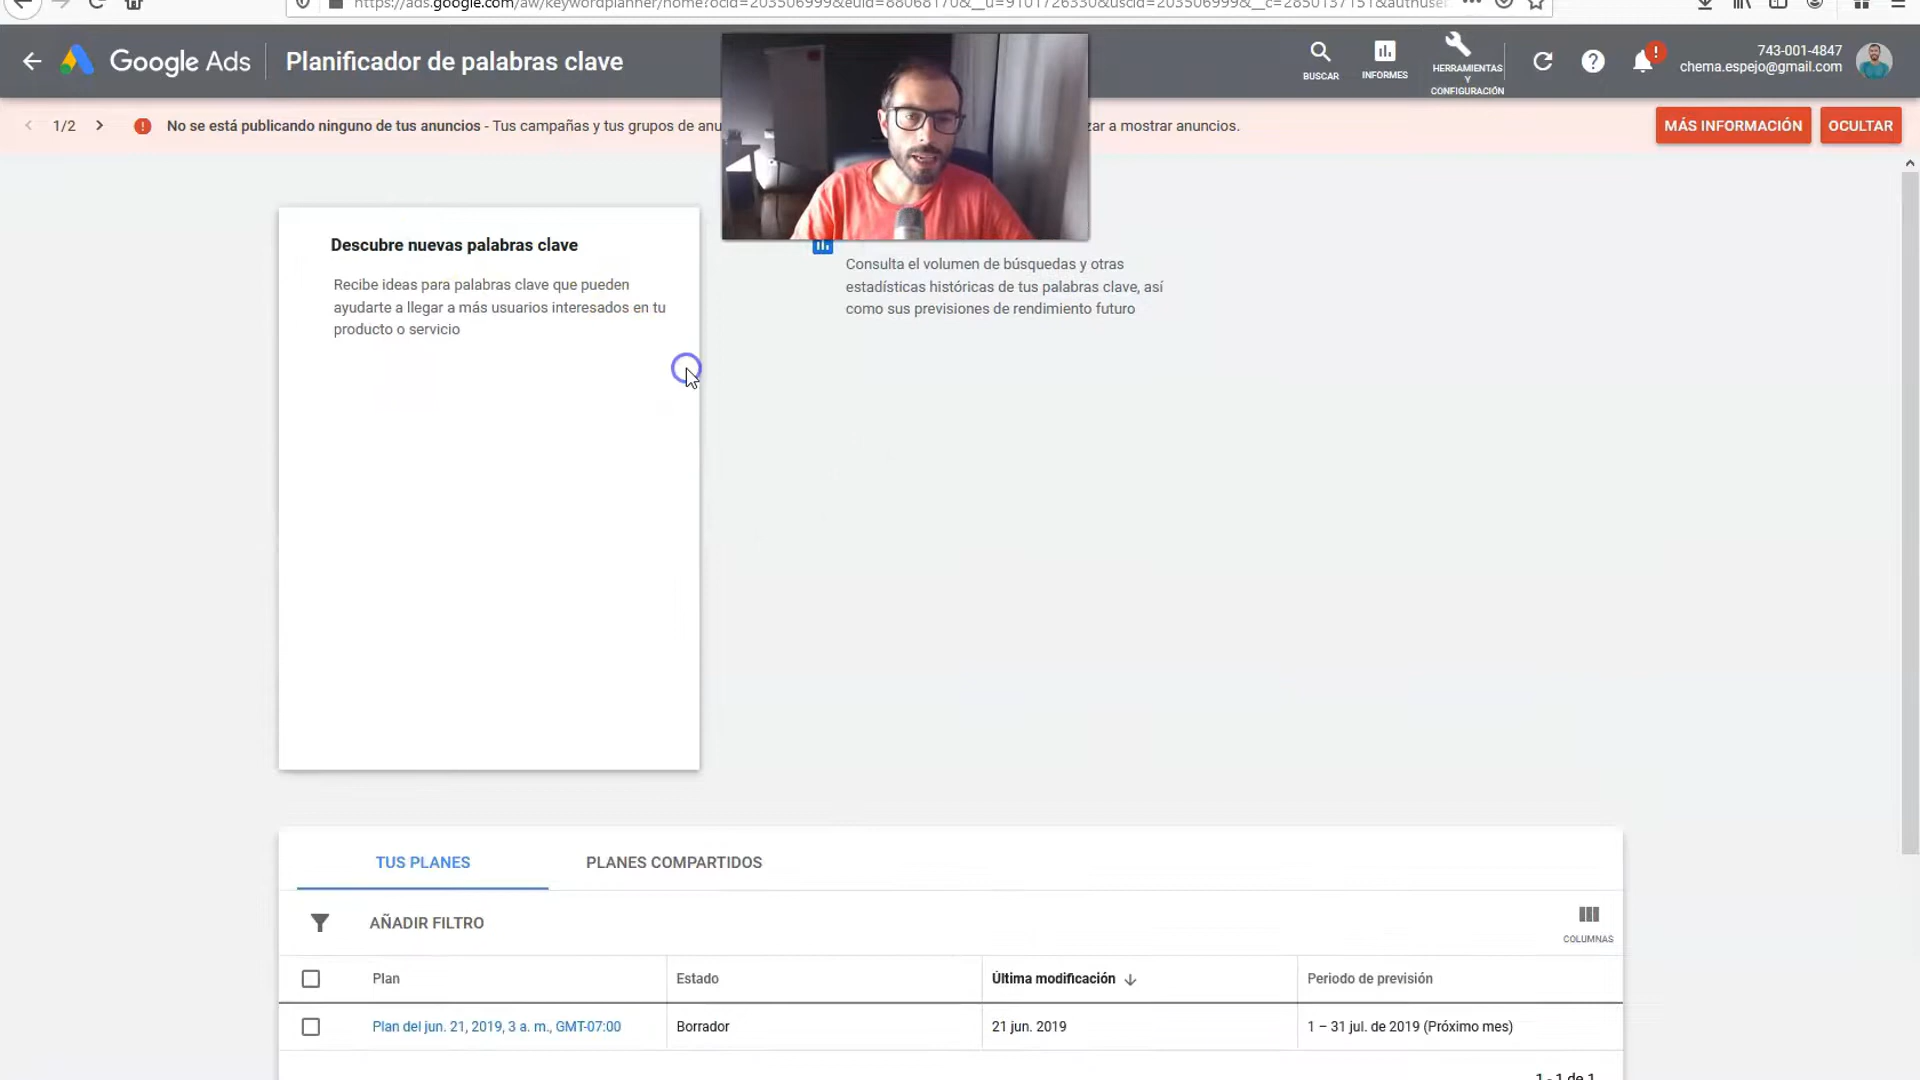 Google Ads
Planificador de palabras clave
BUSCAR
INFORMES
HERRAMIENTAS
Y
CONFIGURACIÓN
743-001-4847
chema.espejo@gmail.com
1/2
No se está publicando ninguno de tus anuncios - Tus campañas y tus grupos de
ar a mostrar anuncios.
MÁS INFORMACIÓN
OCULTAR
Descubre nuevas palabras clave
Recibe ideas para palabras clave que pueden
ayudarte a llegar a más usuarios interesados en tu
producto o servicio
Consulta el volumen de búsquedas y otras
estadísticas históricas de tus palabras clave, así
como sus previsiones de rendimiento futuro
TUS PLANES
PLANES COMPARTIDOS
AÑADIR FILTRO
COLUMNAS
Plan
Estado
Última modificación
Periodo de previsión
Plan del jun. 21, 2019, 3 a. m., GMT-07:00
Borrador
21 jun. 2019
1 – 31 jul. de 2019 (Próximo mes)
1 - 1 de 1